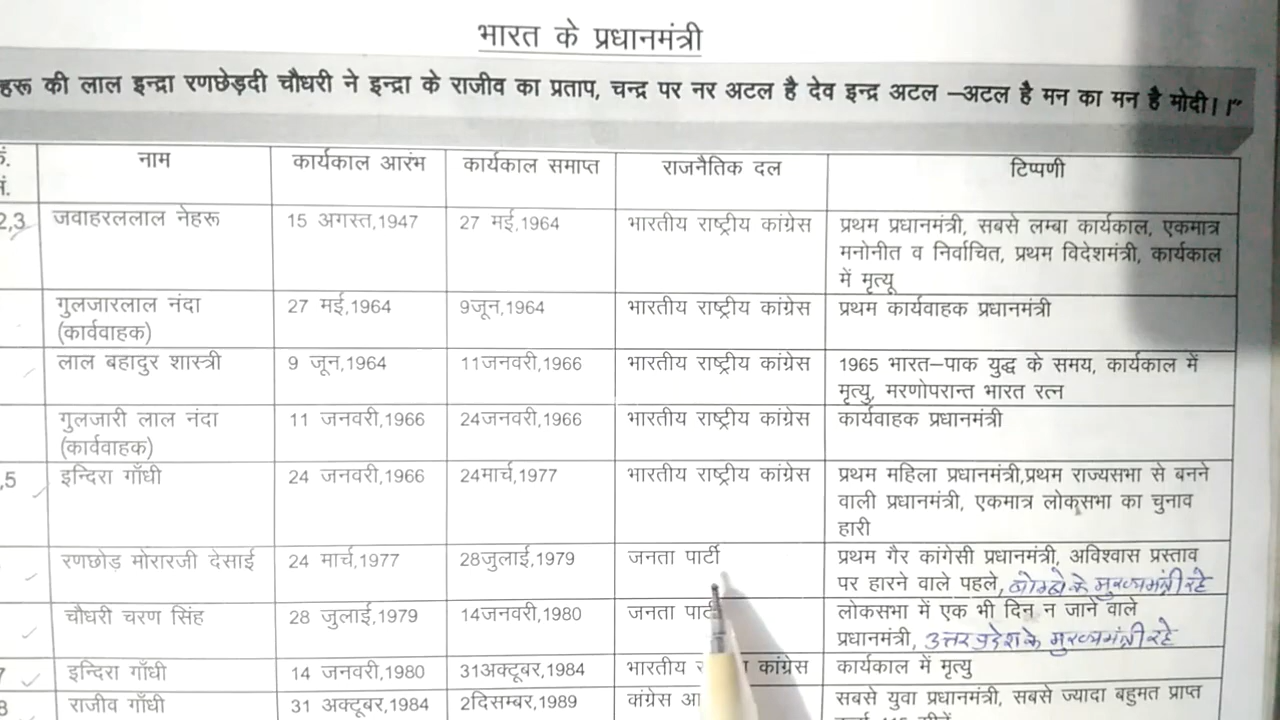 भारत के प्रधानमंत्री
हरू की लाल इन्द्रा रणछेड़दी चौधरी ने इन्द्रा के राजीव का प्रताप, चन्द्र पर नर अटल है देव इन्द्र अटल –अटल है मन का मन है मोदी।।”
नाम कार्यकाल आरंभ कार्यकाल समाप्त राजनैतिक दल टिप्पणी
2,3 जवाहरललाल नेहरू 15 अगस्त,1947 27 मई,1964 भारतीय राष्ट्रीय कांग्रेस प्रथम प्रधानमंत्री, सबसे लम्बा कार्यकाल, एकमात्र
मनोनीत व निर्वाचित, प्रथम विदेशमंत्री, कार्यकाल
में मृत्यू
गुलजारलाल नंदा 27 मई,1964 9जून,1964 भारतीय राष्ट्रीय कांग्रेस प्रथम कार्यवाहक प्रधानमंत्री
(कार्ववाहक)
लाल बहादुर शास्त्री 9 जून,1964 11जनवरी,1966 भारतीय राष्ट्रीय कांग्रेस 1965 भारत–पाक युद्ध के समय, कार्यकाल में
मृत्यु, मरणोपरान्त भारत रत्न
गुलजारी लाल नंदा 11 जनवरी,1966 24जनवरी,1966 भारतीय राष्ट्रीय कांग्रेस कार्यवाहक प्रधानमंत्री
(कार्ववाहक)
,5 इन्दिरा गाँधी 24 जनवरी,1966 24मार्च,1977 भारतीय राष्ट्रीय कांग्रेस प्रथम महिला प्रधानमंत्री,प्रथम राज्यसभा से बनने
वाली प्रधानमंत्री, एकमात्र लोकसभा का चुनाव
हारी
रणछोड़ मोरारजी देसाई 24 मार्च,1977 28जुलाई,1979 जनता पार्टी प्रथम गैर कांगेसी प्रधानमंत्री, अविश्वास प्रस्ताव
पर हारने वाले पहले, बोम्बे के मुख्यमंत्री रहे
चौधरी चरण सिंह 28 जुलाई,1979 14जनवरी,1980 जनता पार्टी लोकसभा में एक भी दिन न जाने वाले
प्रधानमंत्री, उत्तर प्रदेश के मुख्यमंत्री रहे
7 इन्दिरा गाँधी 14 जनवरी,1980 31अक्टूबर,1984 भारतीय कांग्रेस कार्यकाल में मृत्यु
8 राजीव गाँधी 31 अक्टूबर,1984 2दिसम्बर,1989 कांग्रेस आ सबसे युवा प्रधानमंत्री, सबसे ज्यादा बहुमत प्राप्त